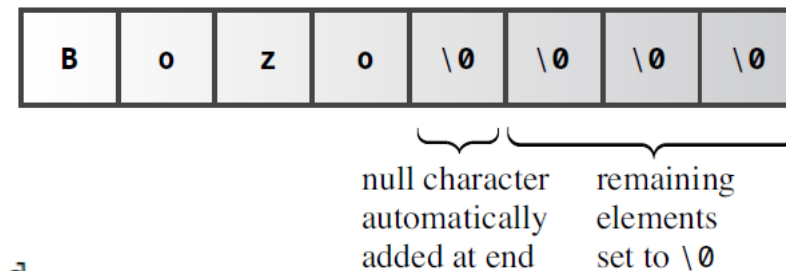 B o z o \0 \0 \0 \0
null character remaining
automatically elements
added at end set to \0